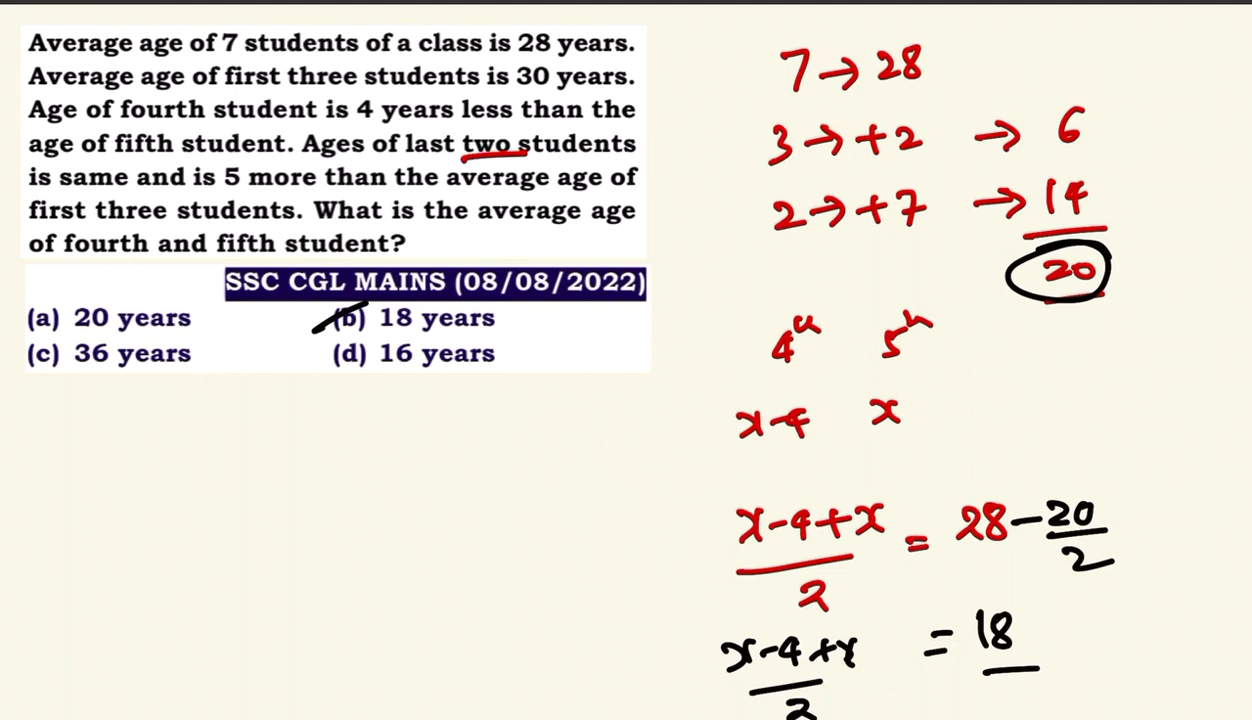 Average age of 7 students of a class is 28 years.
Average age of first three students is 30 years.
Age of fourth student is 4 years less than the
age of fifth student. Ages of last two students
is same and is 5 more than the average age of
first three students. What is the average age
of fourth and fifth student?
SSC CGL MAINS (08/08/2022)
(a) 20 years (b) 18 years
(c) 36 years (d) 16 years
7 → 28
3 → +2 → 6
2 → +7 → 14
20
4th 5th
x-4 x
x-4+x / 2 = 28 - 20/2
x-4+x / 2 = 18